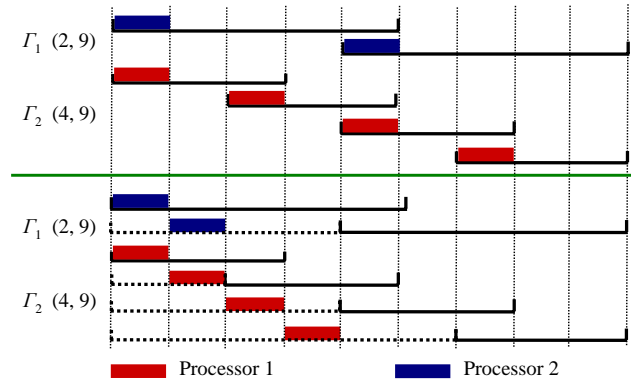 Γ1 (2, 9)
Γ2 (4, 9)
Γ1 (2, 9)
Γ2 (4, 9)
Processor 1
Processor 2